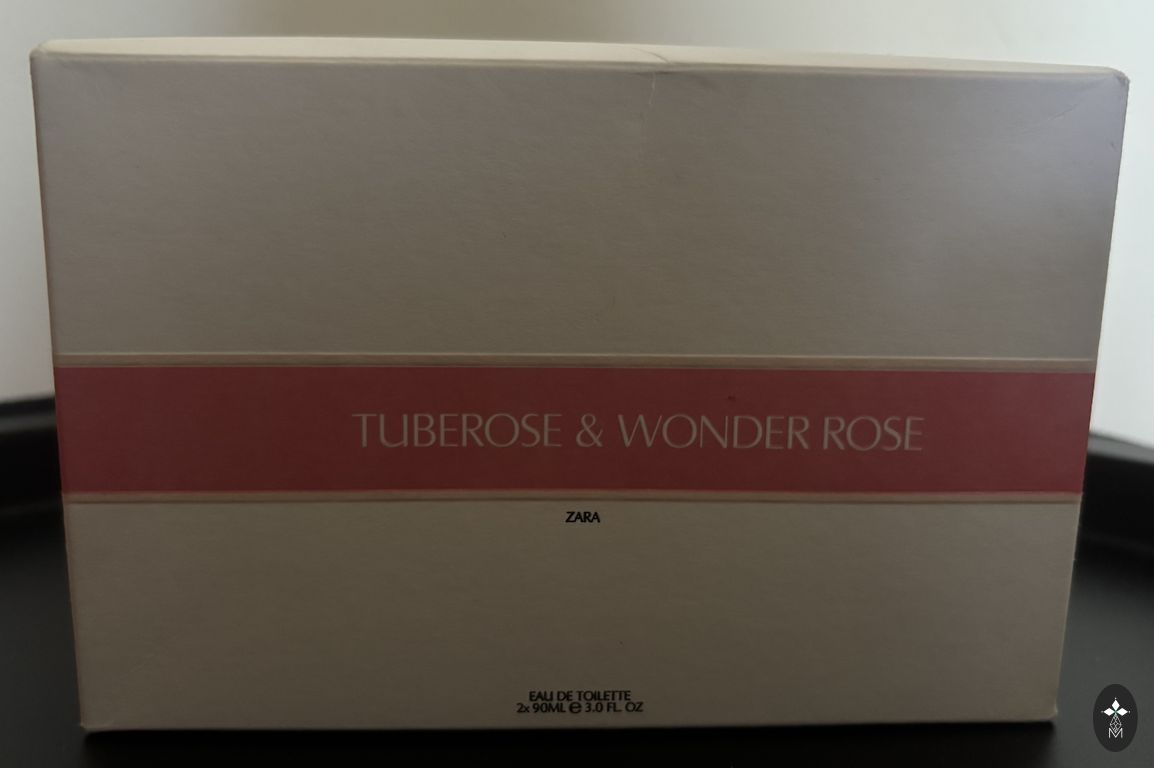 TUBEROSE & WONDER ROSE
ZARA
EAU DE TOILETTE
2x 90ML ℮ 3.0 FL. OZ
M